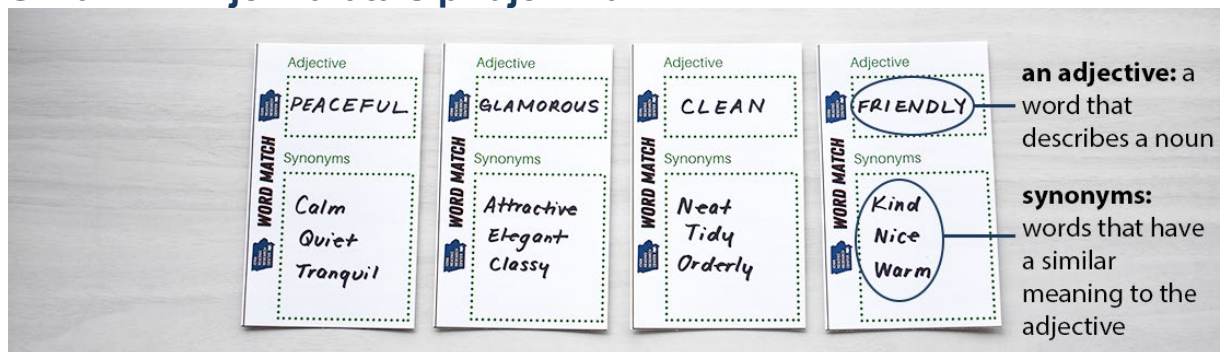 Adjective
PEACEFUL
Synonyms
Calm
Quiet
Tranquil
WORD MATCH
Adjective
GLAMOROUS
Synonyms
Attractive
Elegant
Classy
WORD MATCH
Adjective
CLEAN
Synonyms
Neat
Tidy
Orderly
WORD MATCH
Adjective
FRIENDLY
Synonyms
Kind
Nice
Warm
WORD MATCH
an adjective: a
word that
describes a noun
synonyms:
words that have
a similar
meaning to the
adjective